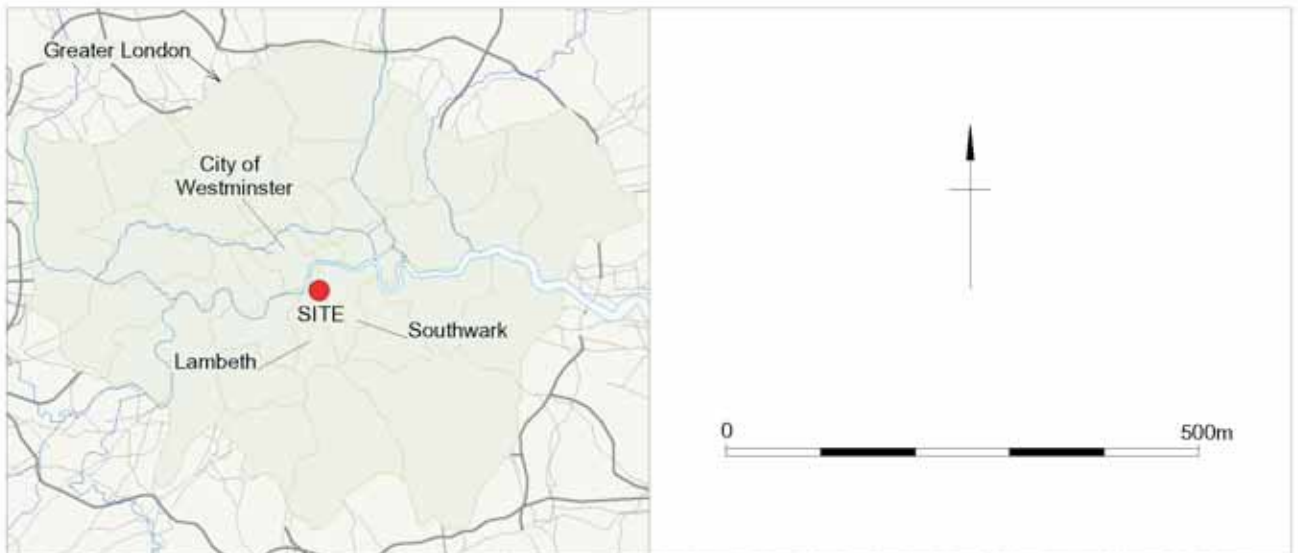 Greater London
City of
Westminster
SITE
Southwark
Lambeth
0 500m